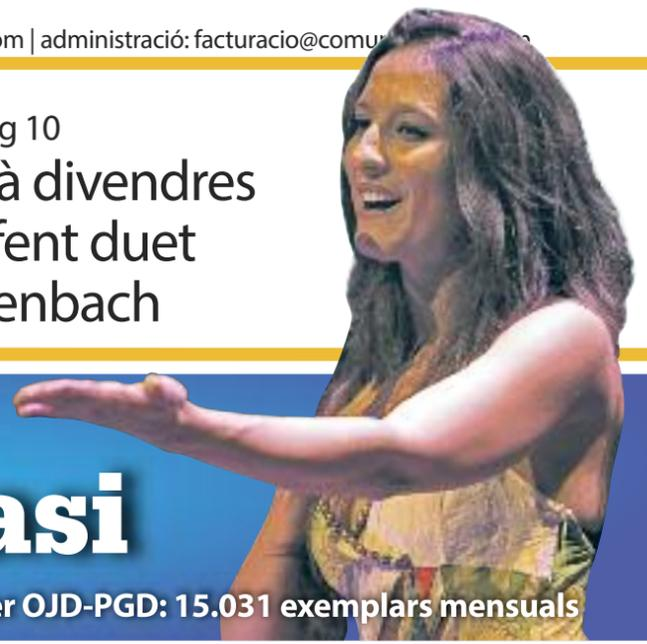 om | administració: facturacio@comu
g 10
à divendres
fent duet
enbach
asi
er OJD-PGD: 15.031 exemplars mensuals